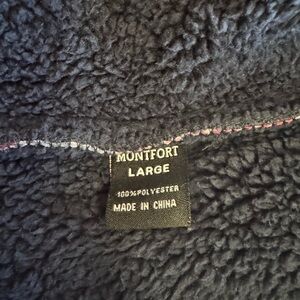 MONTFORT
LARGE
100% POLYESTER
MADE IN CHINA